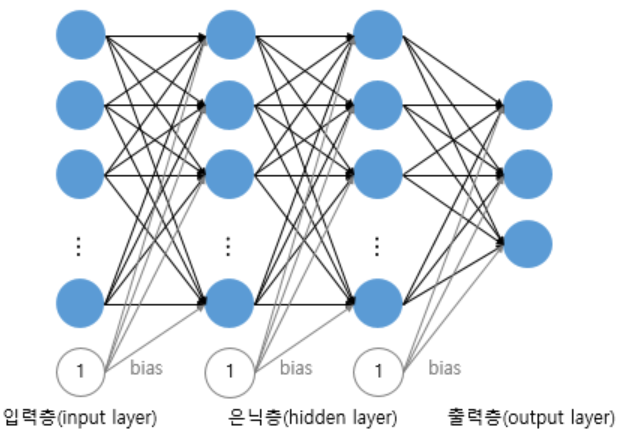 1 bias 1 bias 1 bias
입력층(input layer) 은닉층(hidden layer) 출력층(output layer)